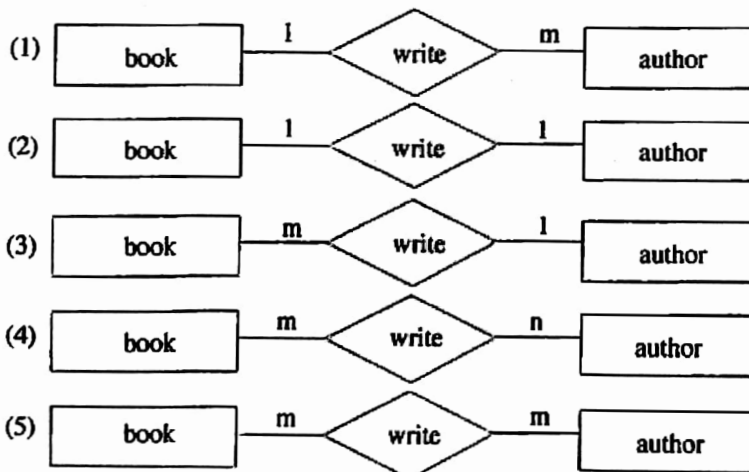 (1) book 1 write m author
(2) book 1 write 1 author
(3) book m write 1 author
(4) book m write n author
(5) book m write m author